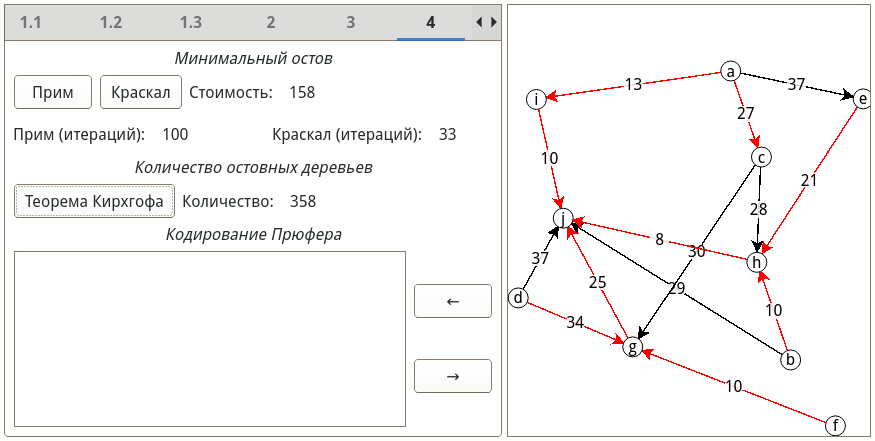 1.1 1.2 1.3 2 3 4
Минимальный остов
Прим Краскал Стоимость: 158
Прим (итераций): 100 Краскал (итераций): 33
Количество остовных деревьев
Теорема Кирхгофа Количество: 358
Кодирование Прюфера
←
→
a
13 37
i e
27
10 c
21
28
j
8
30
37 h
25 29
d 10
34
g
b
10
f